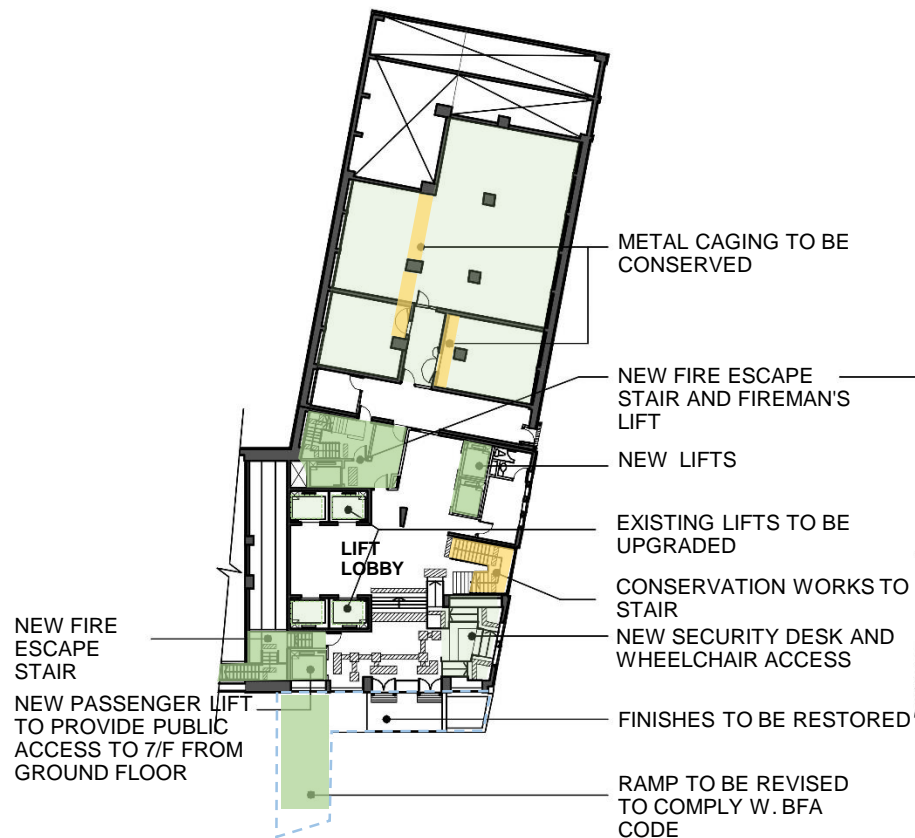 METAL CAGING TO BE
CONSERVED
NEW FIRE ESCAPE
STAIR AND FIREMAN'S
LIFT
NEW LIFTS
EXISTING LIFTS TO BE
UPGRADED
LIFT
LOBBY
CONSERVATION WORKS TO
STAIR
NEW FIRE
ESCAPE
STAIR
NEW SECURITY DESK AND
WHEELCHAIR ACCESS
NEW PASSENGER LIFT
TO PROVIDE PUBLIC
ACCESS TO 7/F FROM
GROUND FLOOR
FINISHES TO BE RESTORED
RAMP TO BE REVISED
TO COMPLY W. BFA
CODE